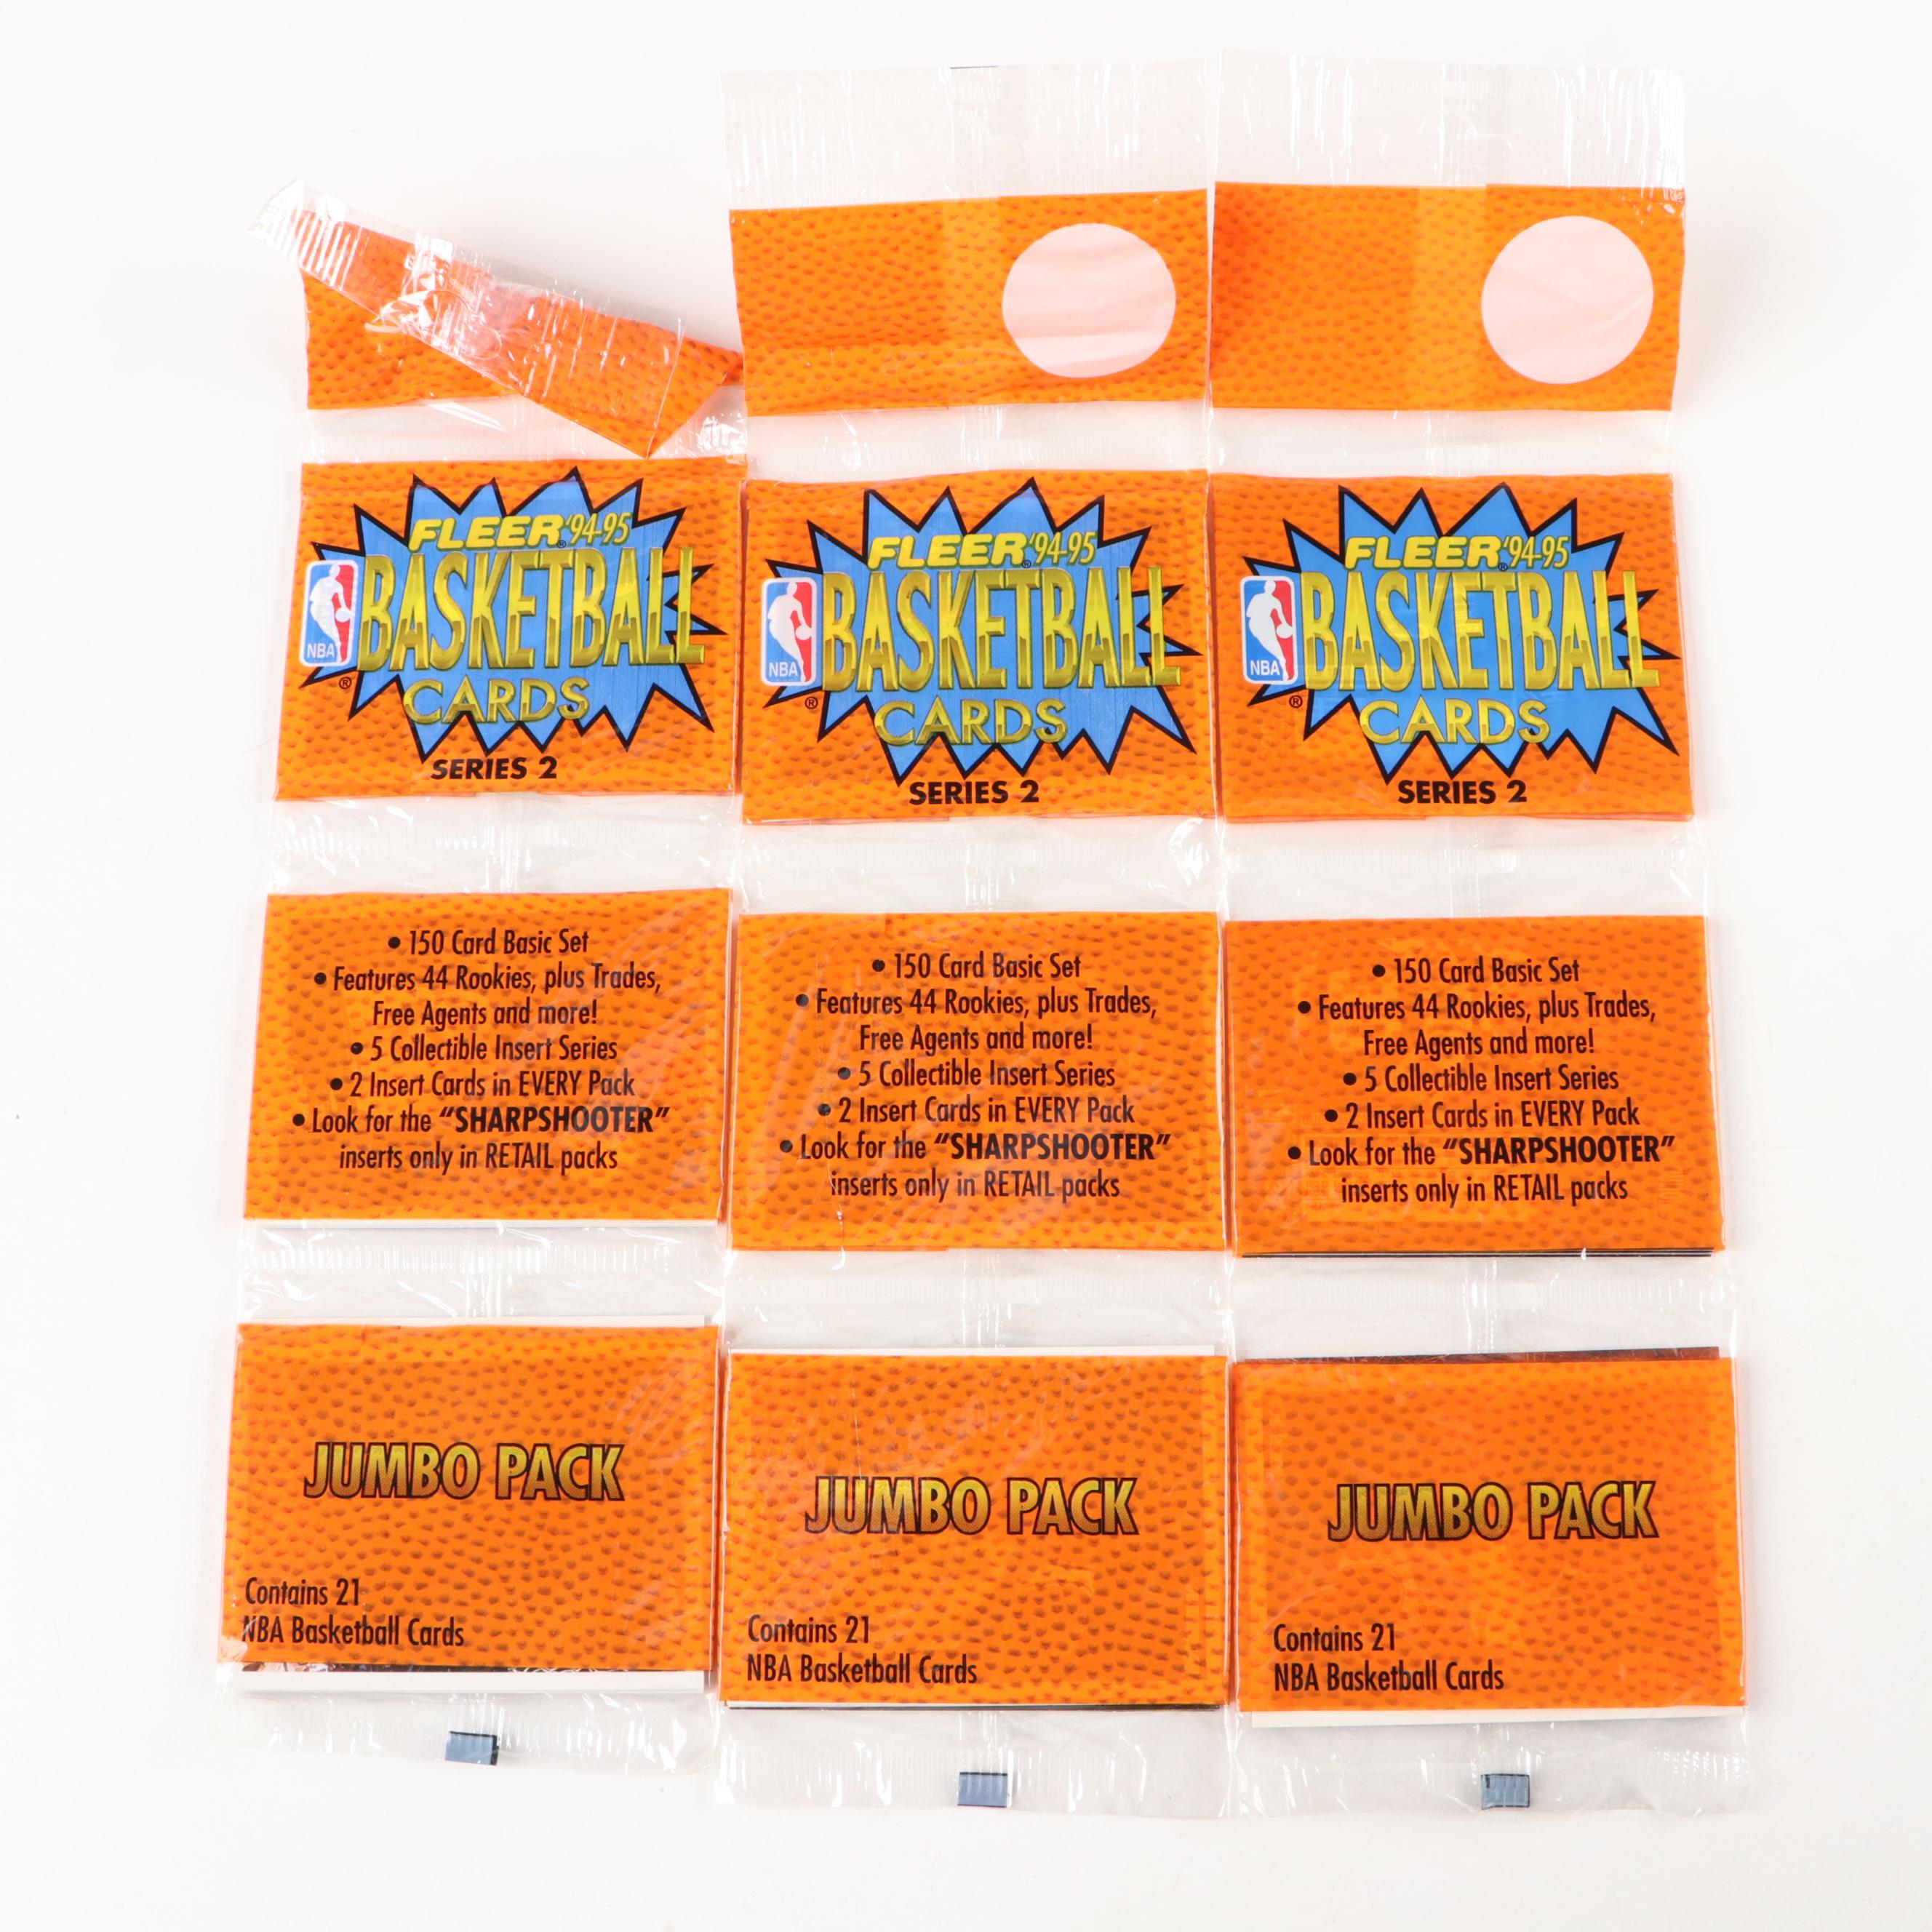 FLEER® '94-95
BASKETBALL
CARDS
NBA
®
SERIES 2
• 150 Card Basic Set
• Features 44 Rookies, plus Trades,
Free Agents and more!
• 5 Collectible Insert Series
• 2 Insert Cards in EVERY Pack
• Look for the "SHARPSHOOTER"
inserts only in RETAIL packs
JUMBO PACK
Contains 21
NBA Basketball Cards
FLEER® '94-95
BASKETBALL
CARDS
NBA
®
SERIES 2
• 150 Card Basic Set
• Features 44 Rookies, plus Trades,
Free Agents and more!
• 5 Collectible Insert Series
• 2 Insert Cards in EVERY Pack
• Look for the "SHARPSHOOTER"
inserts only in RETAIL packs
JUMBO PACK
Contains 21
NBA Basketball Cards
FLEER® '94-95
BASKETBALL
CARDS
NBA
®
SERIES 2
• 150 Card Basic Set
• Features 44 Rookies, plus Trades,
Free Agents and more!
• 5 Collectible Insert Series
• 2 Insert Cards in EVERY Pack
• Look for the "SHARPSHOOTER"
inserts only in RETAIL packs
JUMBO PACK
Contains 21
NBA Basketball Cards